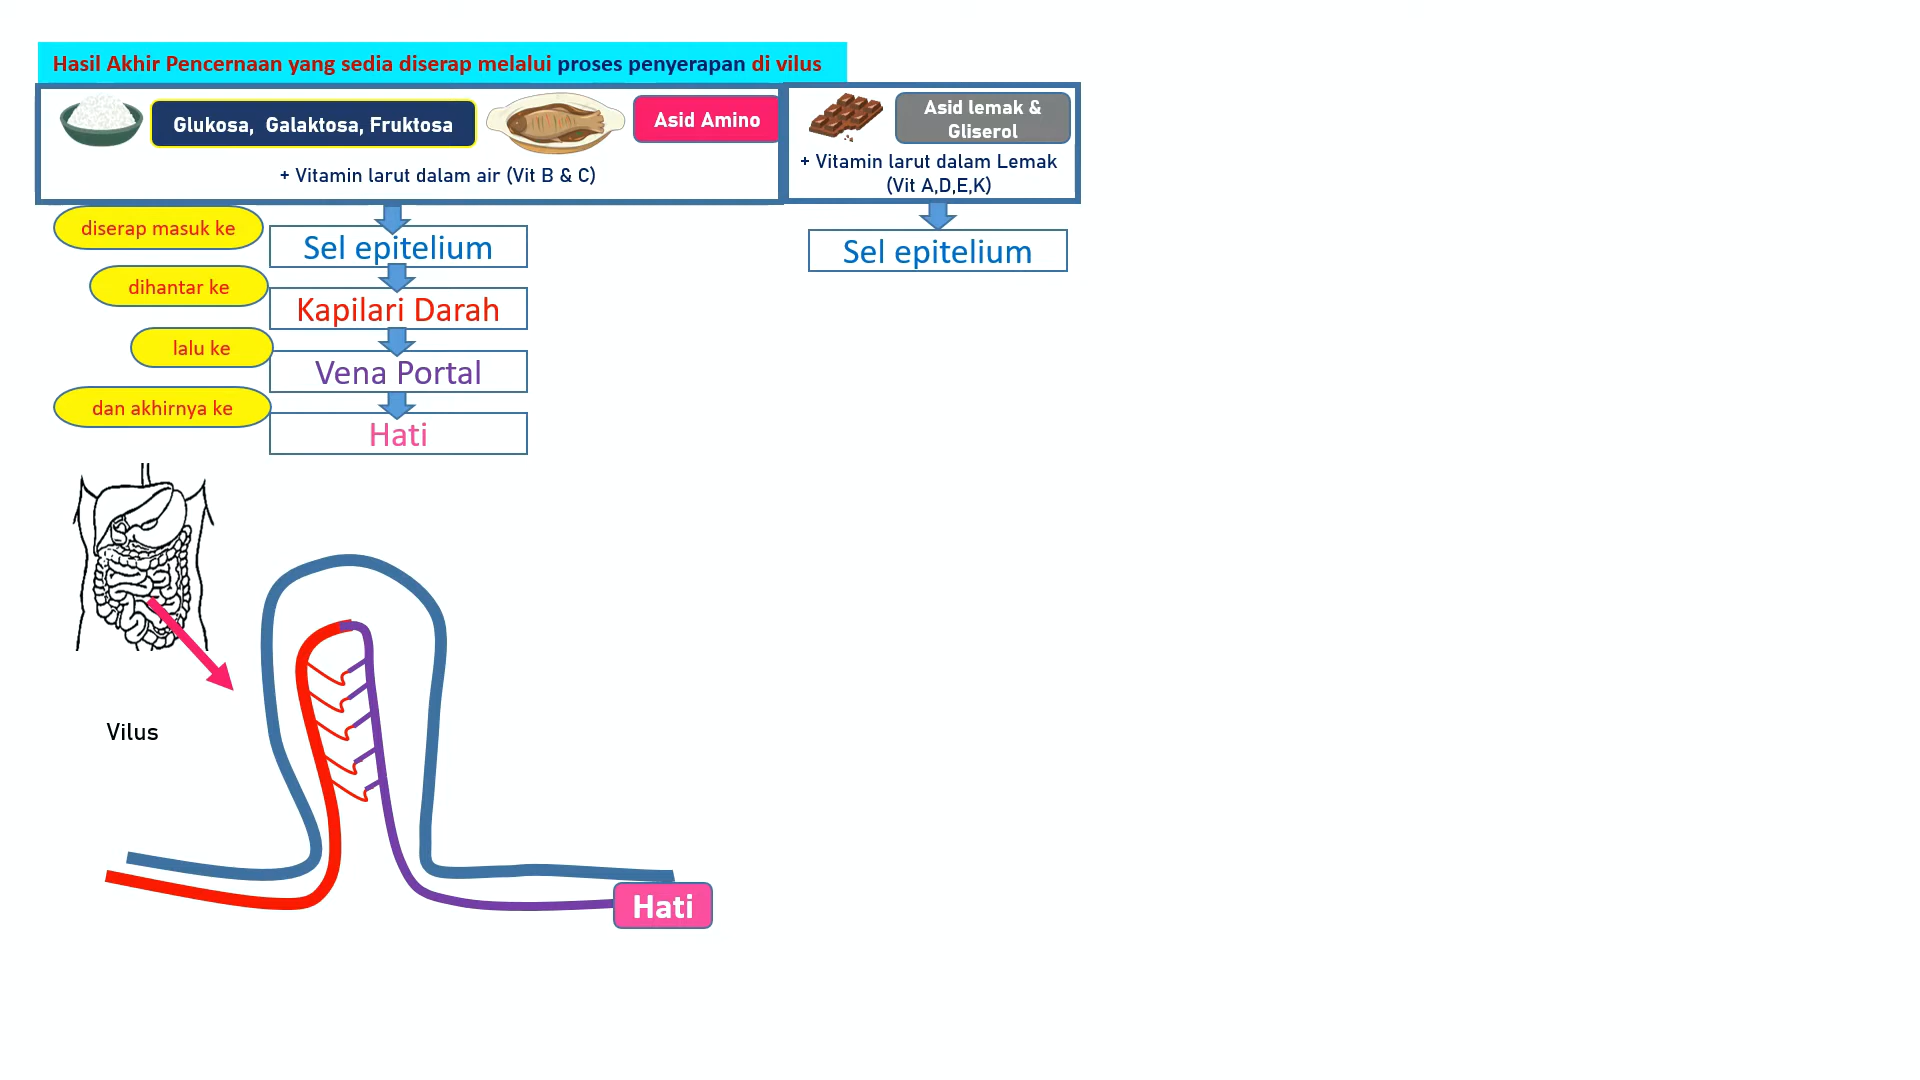 Hasil Akhir Pencernaan yang sedia diserap melalui proses penyerapan di vilus
Glukosa, Galaktosa, Fruktosa
Asid Amino
+ Vitamin larut dalam air (Vit B & C)
Asid lemak &
Gliserol
+ Vitamin larut dalam Lemak
(Vit A,D,E,K)
diserap masuk ke
Sel epitelium
Sel epitelium
dihantar ke
Kapilari Darah
lalu ke
Vena Portal
dan akhirnya ke
Hati
Vilus
Hati